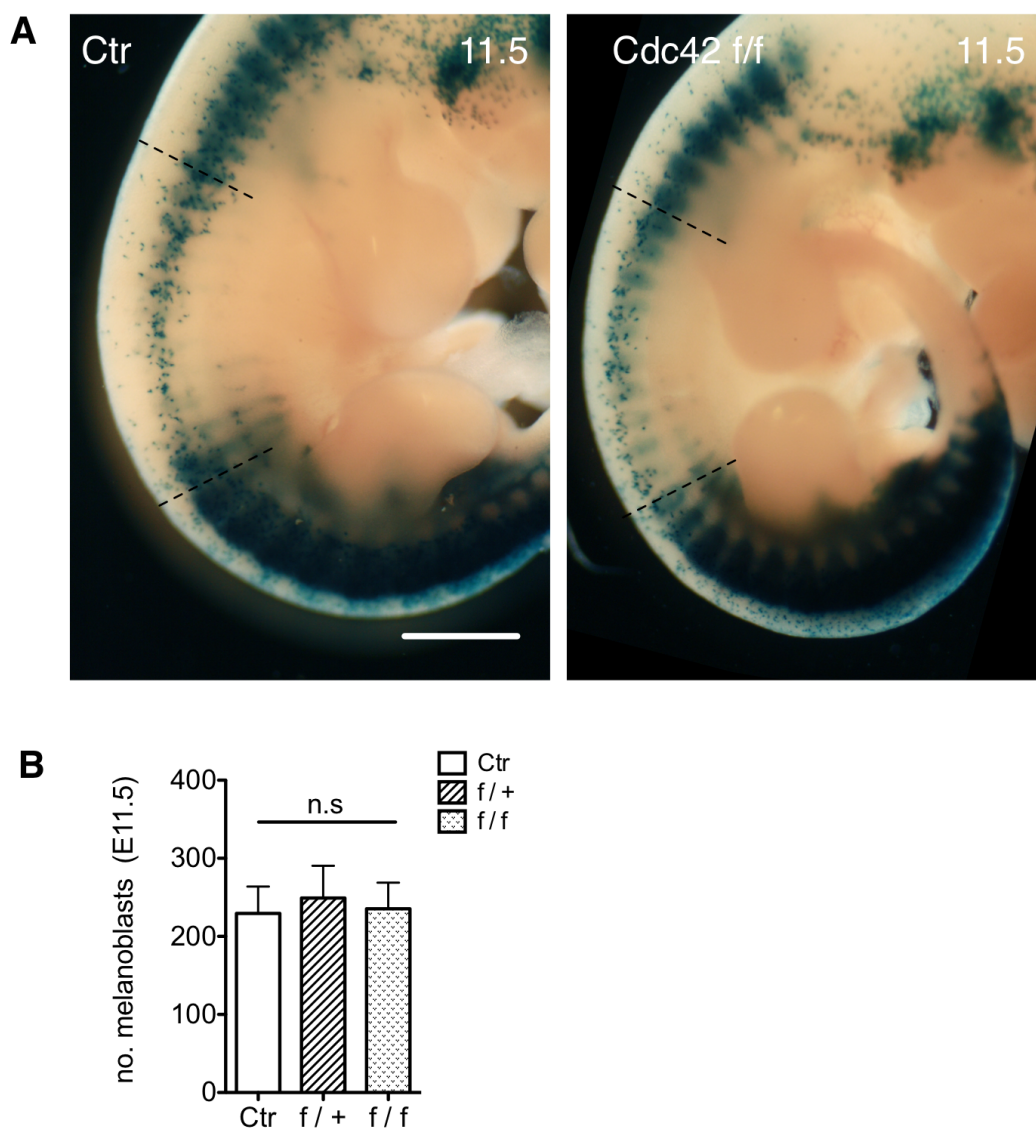 A
Ctr
11.5
Cdc42 f/f
11.5
B
no. melanoblasts (E11.5)
400
300
200
100
0
n.s
Ctr
f / +
f / f
Ctr
f / +
f / f